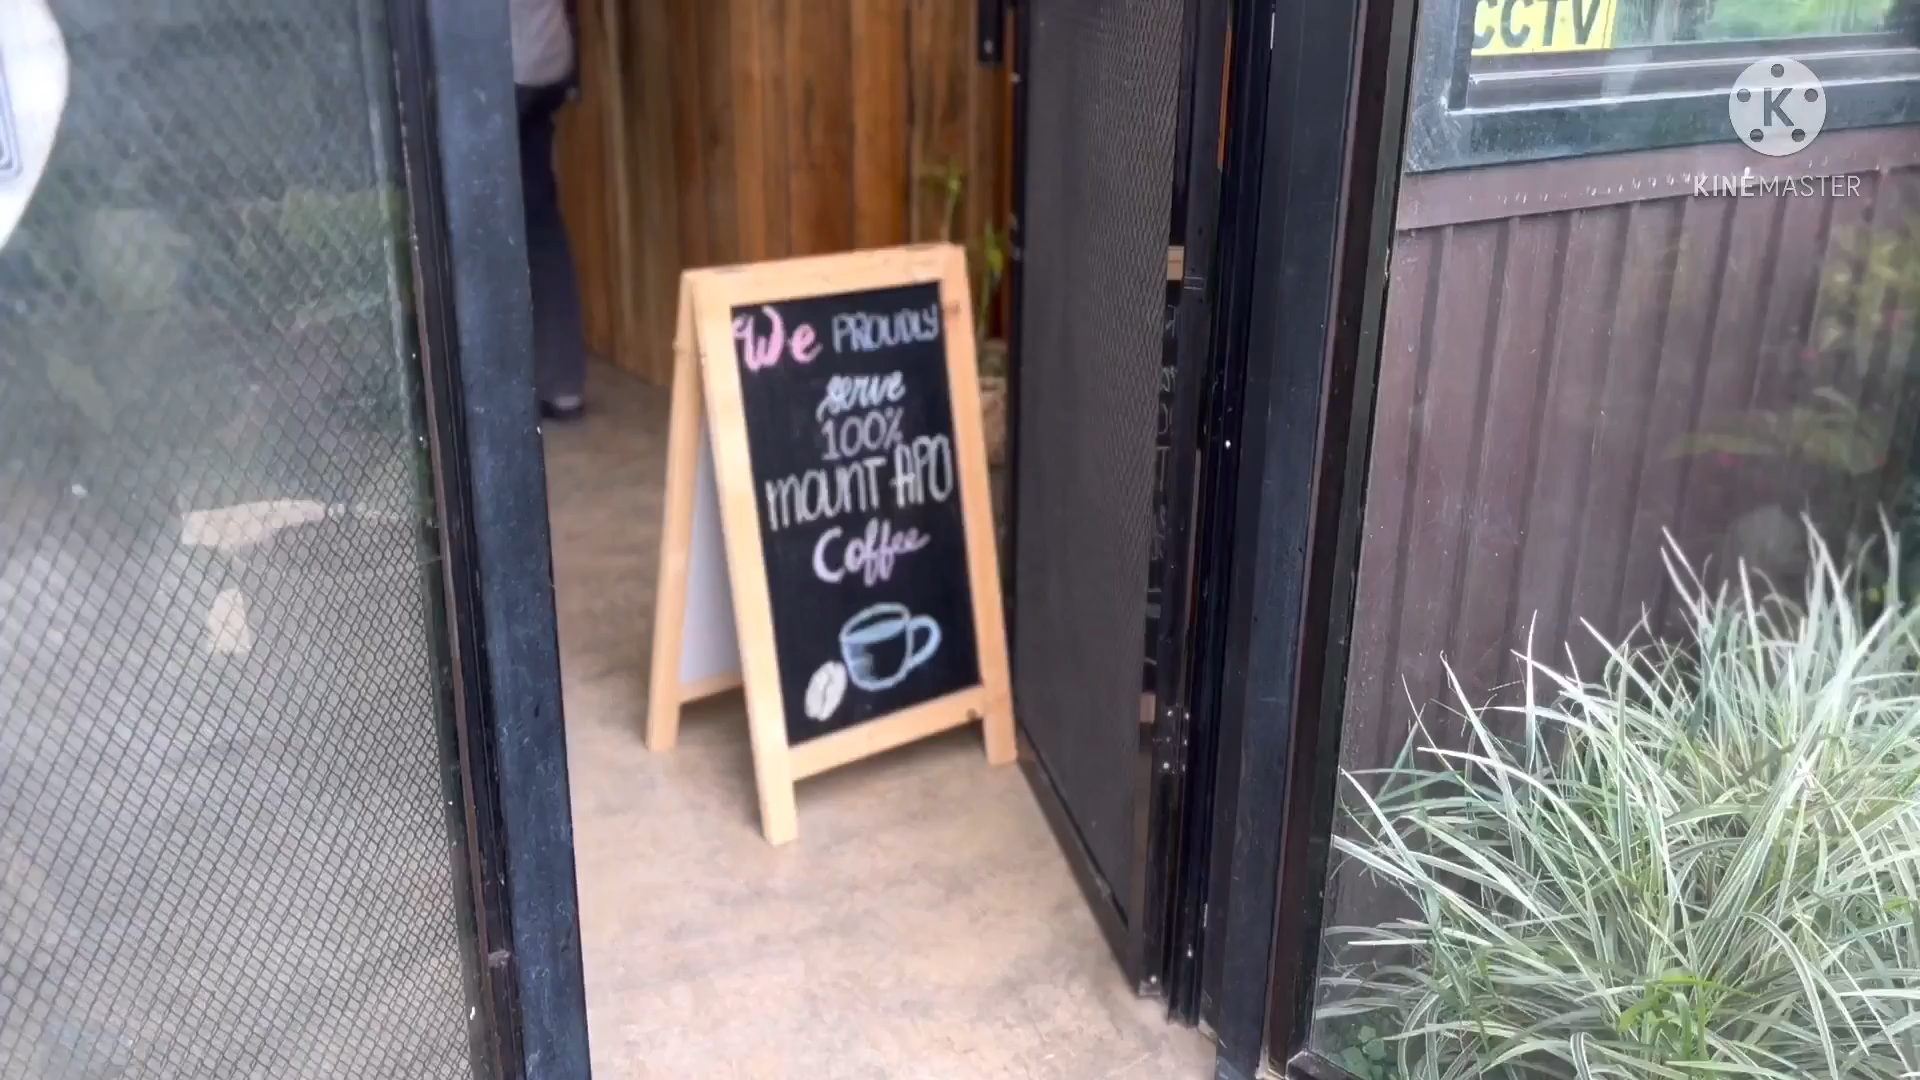 CCTV
K
KINEMASTER
We PROUDLY
serve
100%
MOUNT APO
Coffee